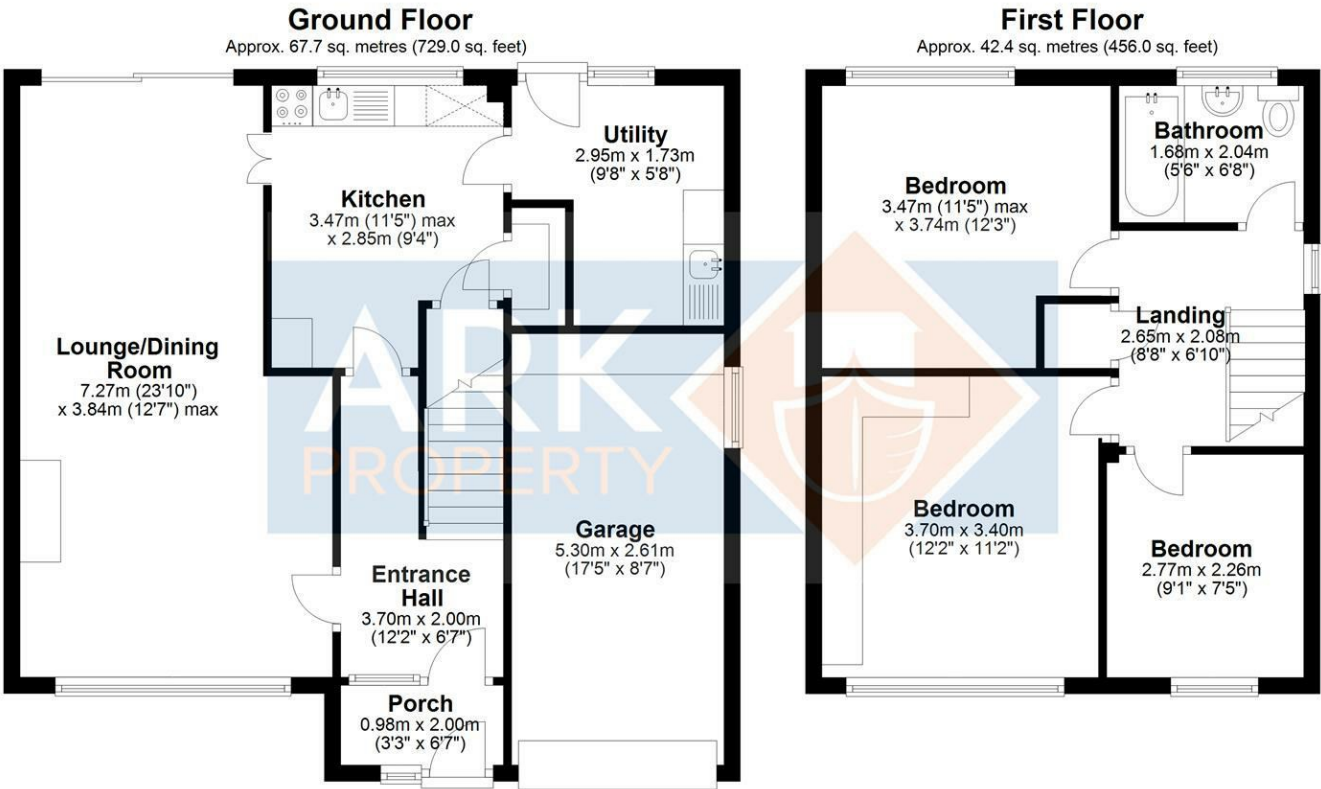 Ground Floor
Approx. 67.7 sq. metres (729.0 sq. feet)
Utility
2.95m x 1.73m
(9'8" x 5'8")
Kitchen
3.47m (11'5") max
x 2.85m (9'4")
Lounge/Dining
Room
7.27m (23'10")
x 3.84m (12'7") max
Garage
5.30m x 2.61m
(17'5" x 8'7")
Entrance
Hall
3.70m x 2.00m
(12'2" x 6'7")
Porch
0.98m x 2.00m
(3'3" x 6'7")
First Floor
Approx. 42.4 sq. metres (456.0 sq. feet)
Bathroom
1.68m x 2.04m
(5'6" x 6'8")
Bedroom
3.47m (11'5") max
x 3.74m (12'3")
Landing
2.65m x 2.08m
(8'8" x 6'10")
Bedroom
3.70m x 3.40m
(12'2" x 11'2")
Bedroom
2.77m x 2.26m
(9'1" x 7'5")
ARK
PROPERTY